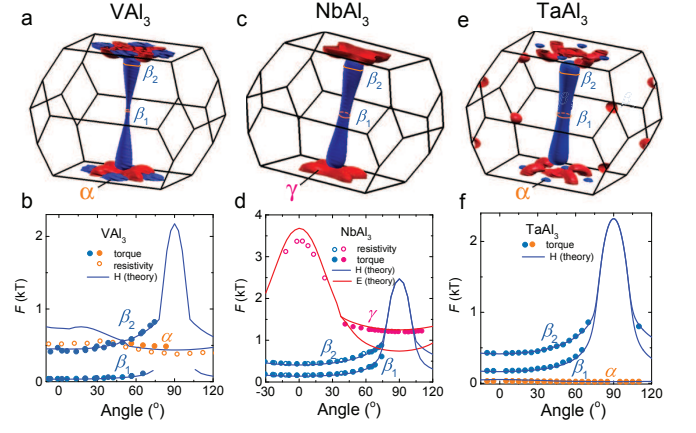 a VAl3 c NbAl3 e TaAl3
β2 β2 β2
β1 β1 β1
α γ α
b d f
VAl3
torque
resistivity
H (theory)
F (kT)
2
1
0
β2
α
β1
0 30 60 90 120
Angle (o)
NbAl3
resistivity
torque
H (theory)
E (theory)
F (kT)
4
3
2
1
0
γ
β2
β1
-30 0 30 60 90 120
Angle (o)
TaAl3
torque
H (theory)
F (kT)
2
1
0
β2
β1
α
0 30 60 90 120
Angle (o)